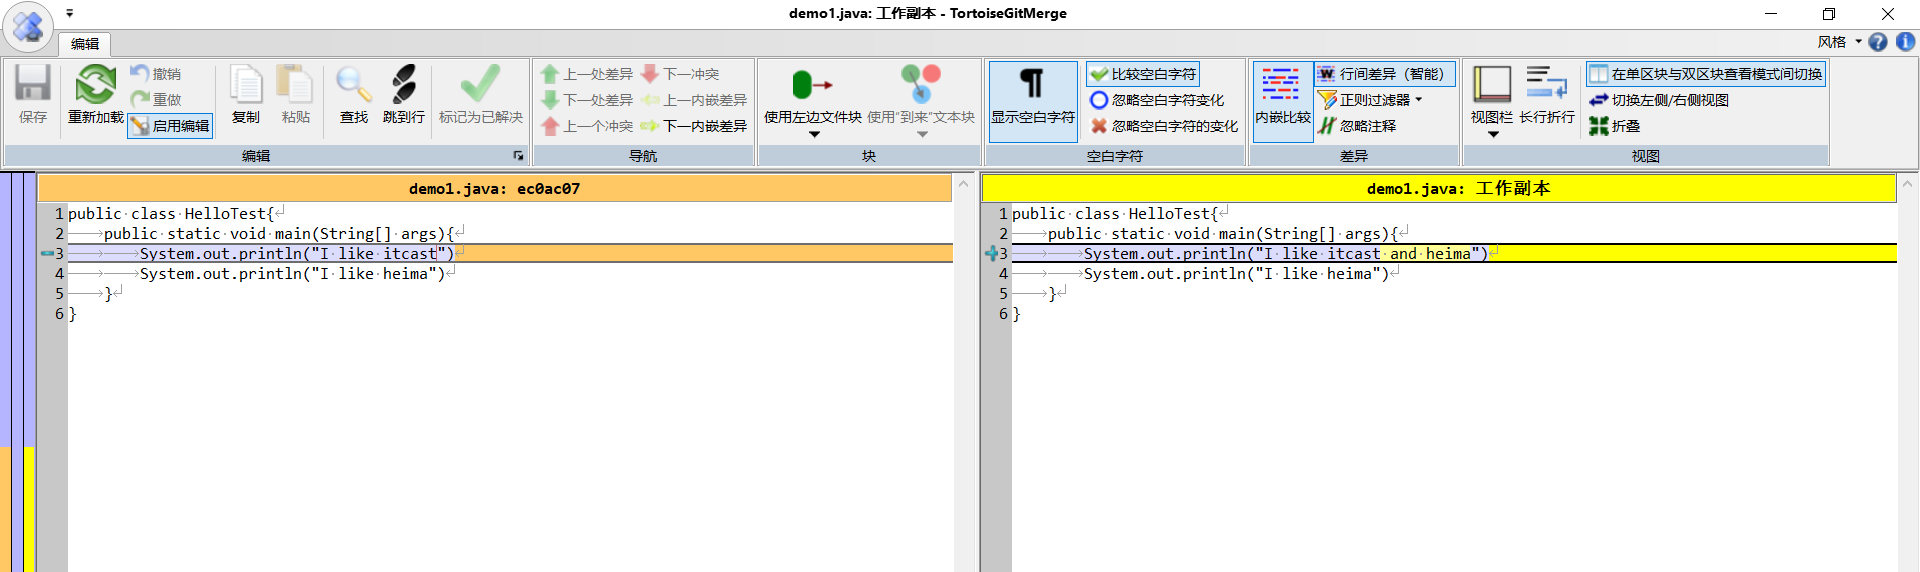 demo1.java: 工作副本 - TortoiseGitMerge
编辑
风格
保存
重新加载
撤销
重做
启用编辑
复制
粘贴
查找
跳到行
标记为已解决
编辑
上一处差异
下一处差异
上一个冲突
下一冲突
上一内嵌差异
下一内嵌差异
导航
使用左边文件块
使用“到来”文本块
块
显示空白字符
比较空白字符
忽略空白字符变化
忽略空白字符的变化
空白字符
内嵌比较
行间差异（智能）
正则过滤器
忽略注释
差异
视图栏
长行折行
在单区块与双区块查看模式间切换
切换左侧/右侧视图
折叠
视图
demo1.java: ec0ac07
1 public class HelloTest{
2 public static void main(String[] args){
3 System.out.println("I like itcast")
4 System.out.println("I like heima")
5 }
6 }
demo1.java: 工作副本
1 public class HelloTest{
2 public static void main(String[] args){
3 System.out.println("I like itcast and heima")
4 System.out.println("I like heima")
5 }
6 }